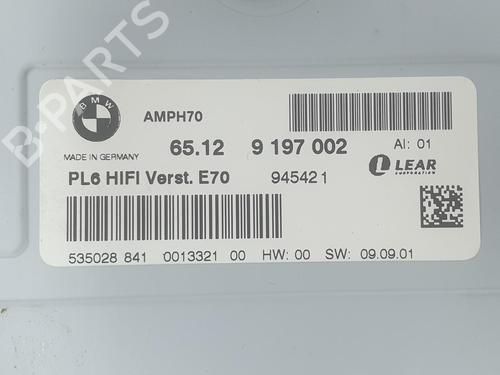 B-PARTS
BMW
AMPH70
MADE IN GERMANY
65.12 9 197 002
AI: 01
LEAR
CORPORATION
PL6 HIFI Verst. E70 945421
535028 841 0013321 00 HW: 00 SW: 09.09.01